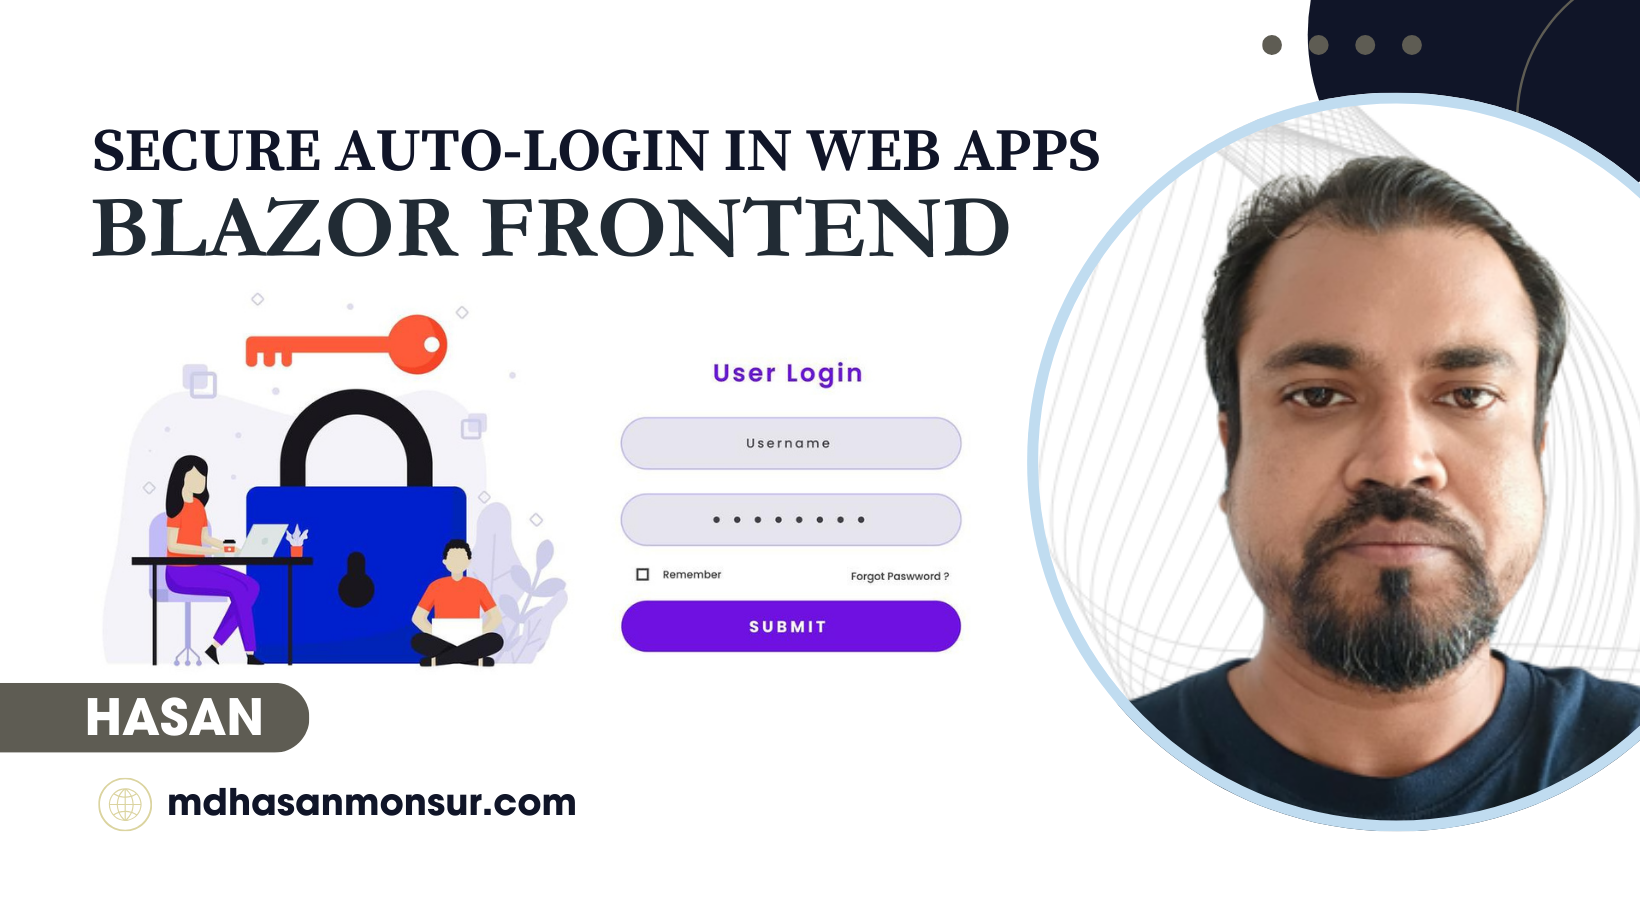 SECURE AUTO-LOGIN IN WEB APPS
BLAZOR FRONTEND
User Login
Username
Remember
Forgot Paswword ?
SUBMIT
HASAN
mdhasanmonsur.com